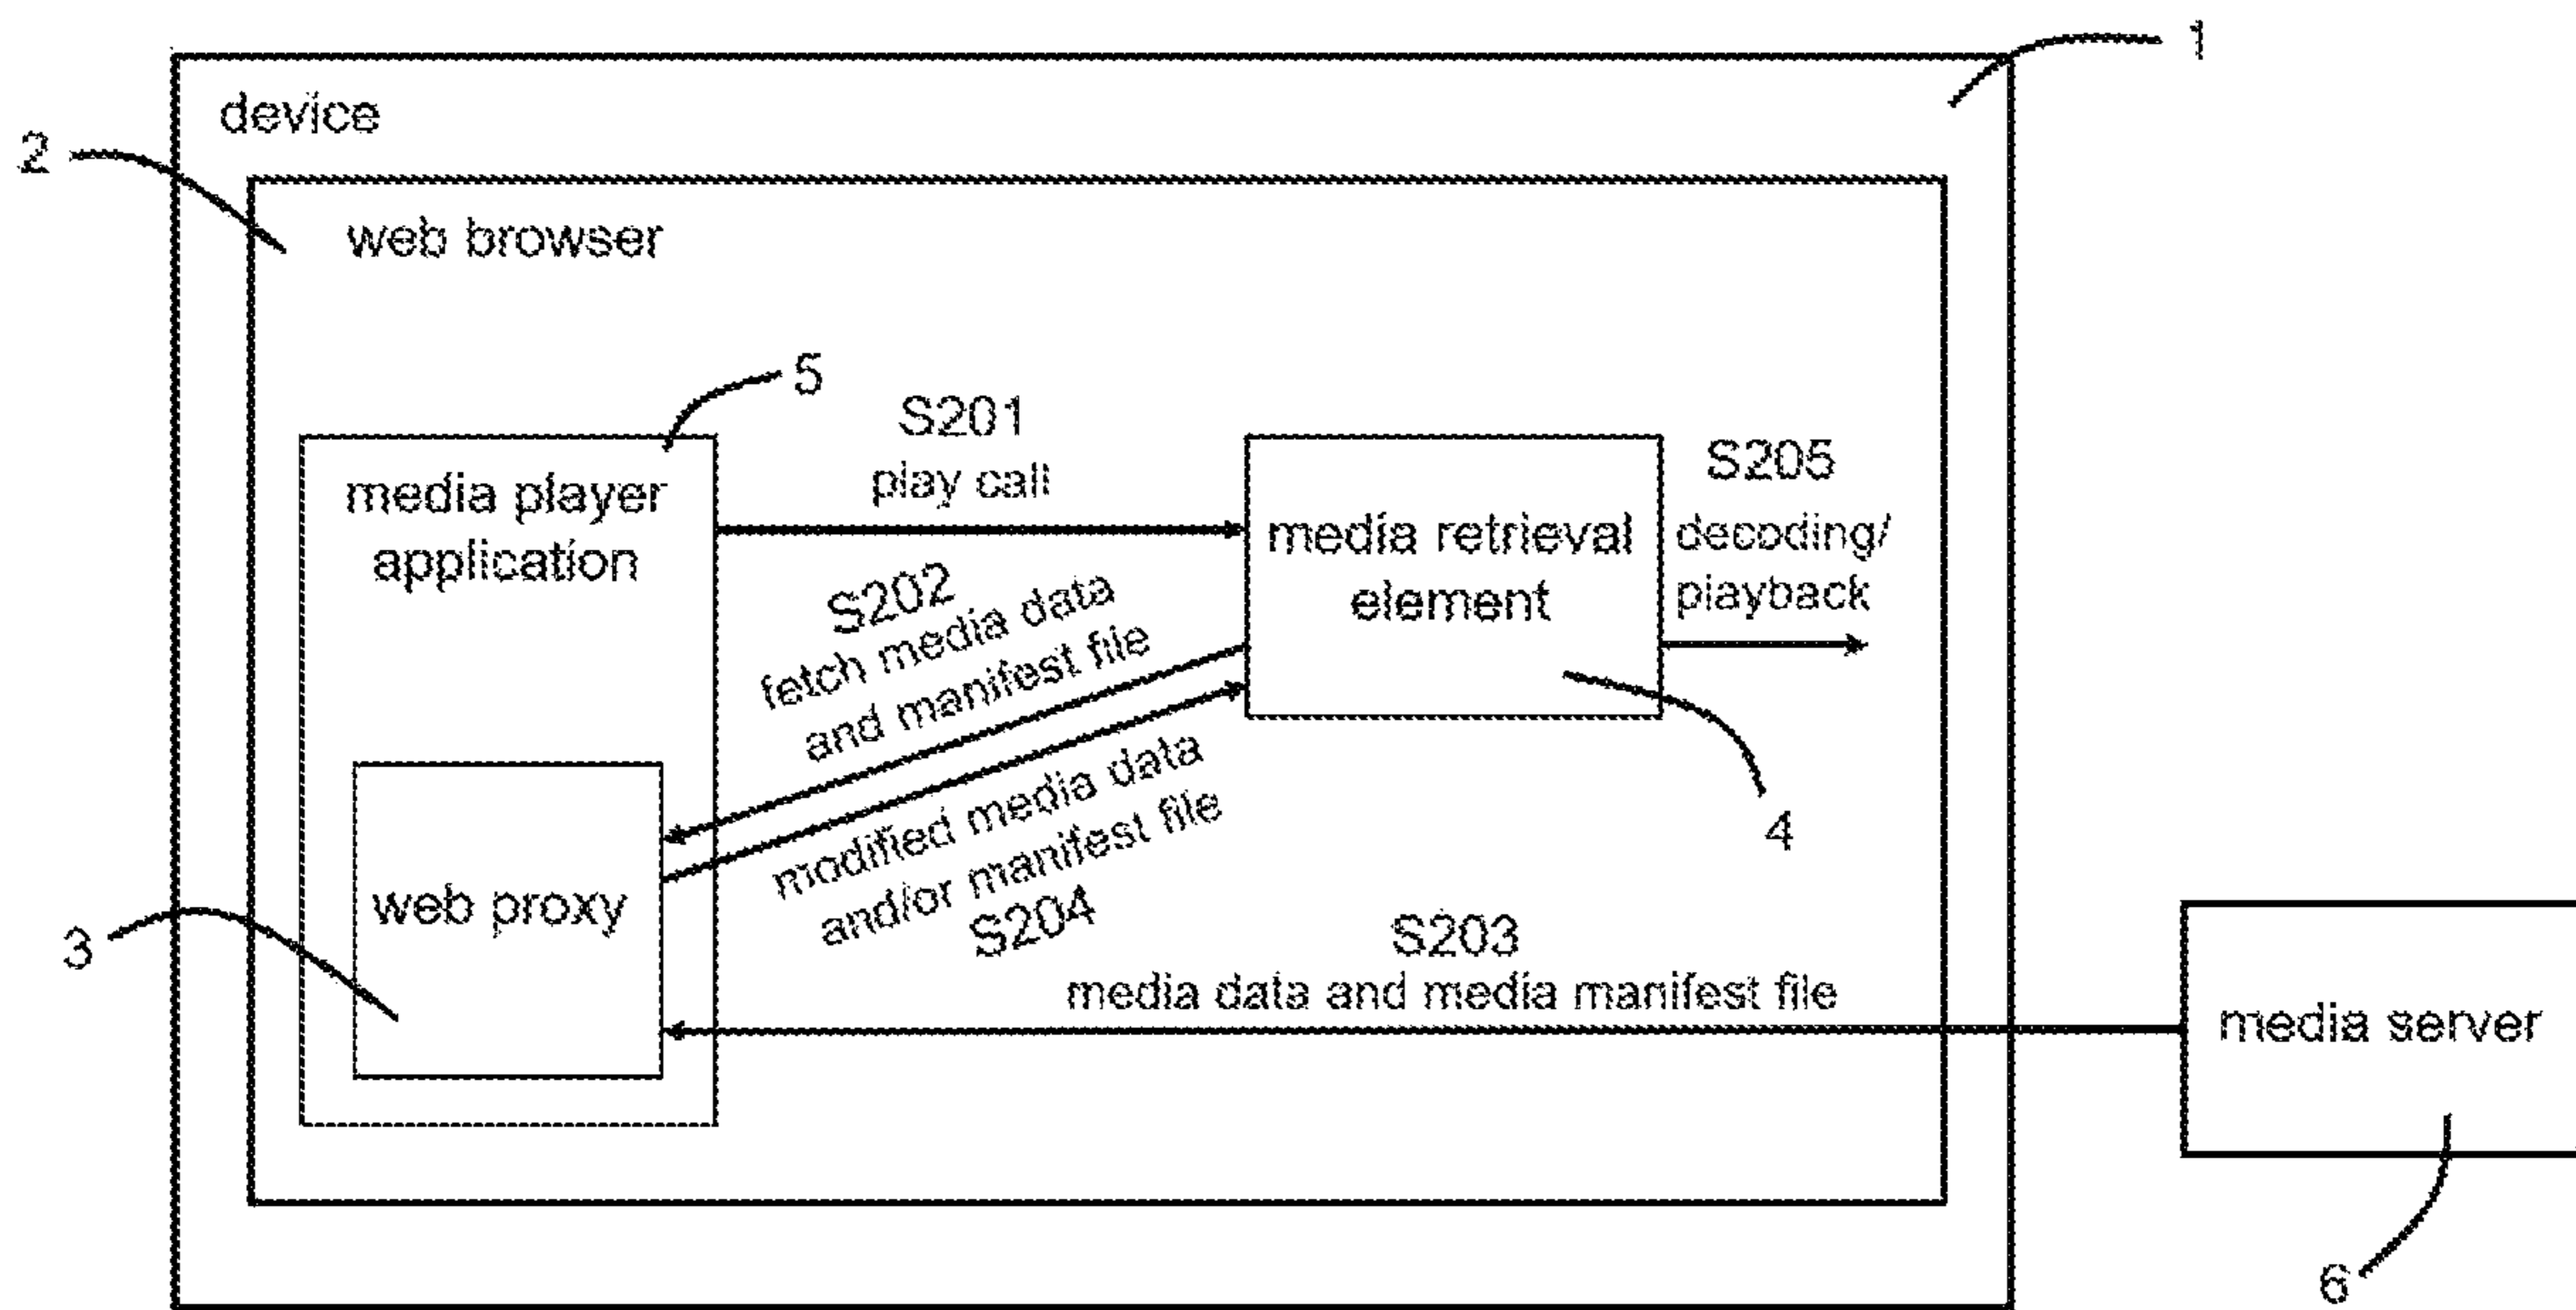 1
device
2
web browser
5
media player
application
S201
play call
S205
media retrieval
element
decoding/
playback
S202
fetch media data
and manifest file
modified media data
and/or manifest file
S204
4
web proxy
3
S203
media data and media manifest file
media server
6